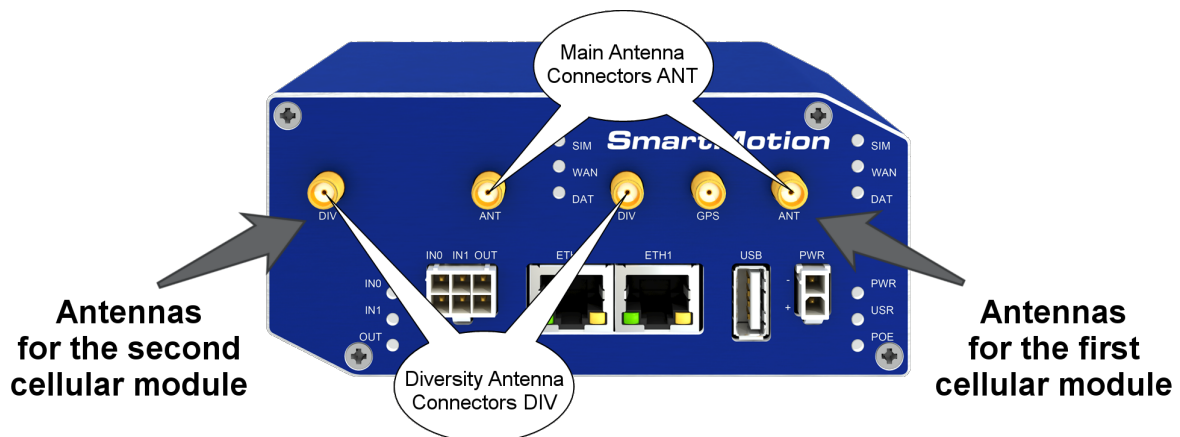 Main Antenna
Connectors ANT
SIM
SmartMotion
SIM
WAN
WAN
DAT
DAT
DIV
ANT
DIV
GPS
ANT
IN0 IN1 OUT
ETH1
USB
PWR
IN0
-
PWR
IN1
+
USR
OUT
POE
Antennas
for the second
cellular module
Antennas
for the first
cellular module
Diversity Antenna
Connectors DIV